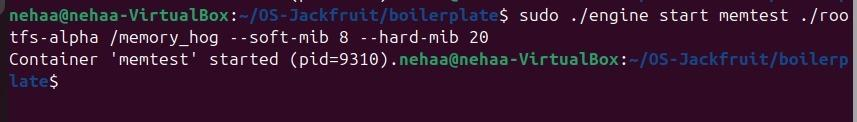 nehaa@nehaa-VirtualBox:~/OS-Jackfruit/boilerplate$ sudo ./engine start memtest ./roo
tfs-alpha /memory_hog --soft-mib 8 --hard-mib 20
Container 'memtest' started (pid=9310).nehaa@nehaa-VirtualBox:~/OS-Jackfruit/boilerp
late$